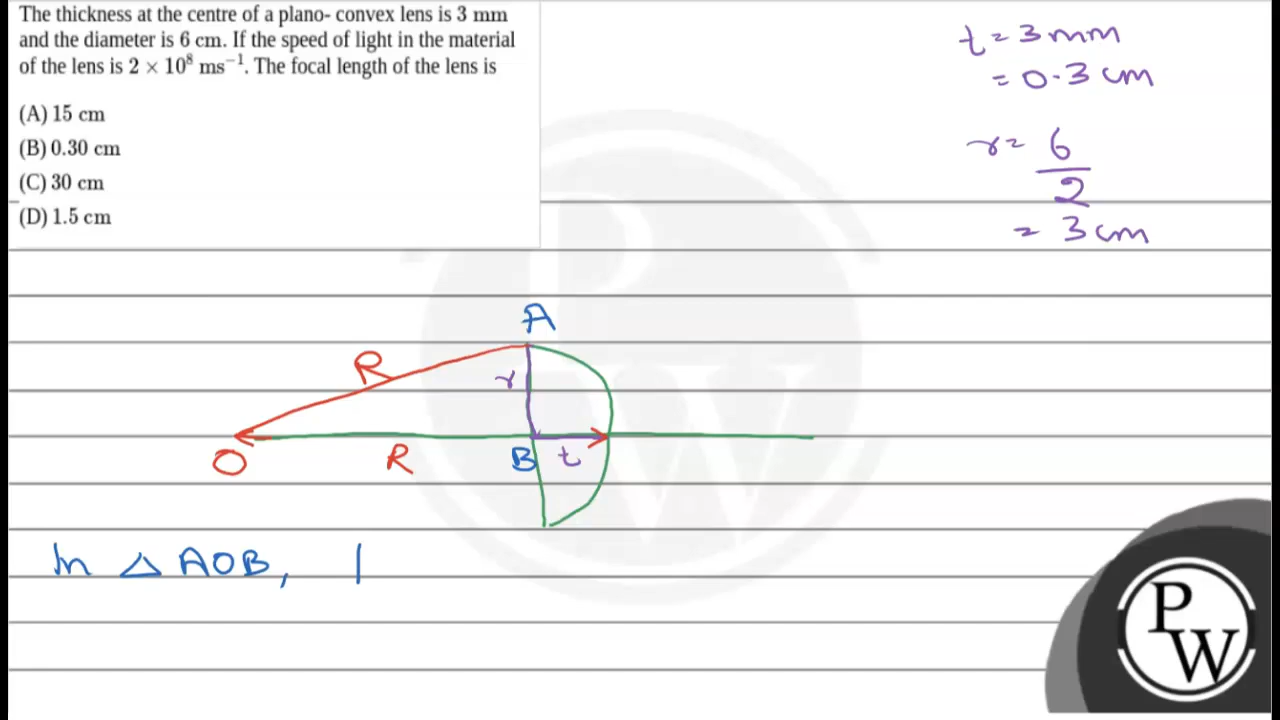 The thickness at the centre of a plano- convex lens is 3 mm
and the diameter is 6 cm. If the speed of light in the material
of the lens is 2 × 10⁸ ms⁻¹. The focal length of the lens is
(A) 15 cm
(B) 0.30 cm
(C) 30 cm
(D) 1.5 cm
t = 3 mm
= 0.3 cm
r = 6
2
= 3 cm
A
R
r
O
R
B
t
In △ AOB,
P
W
P
W